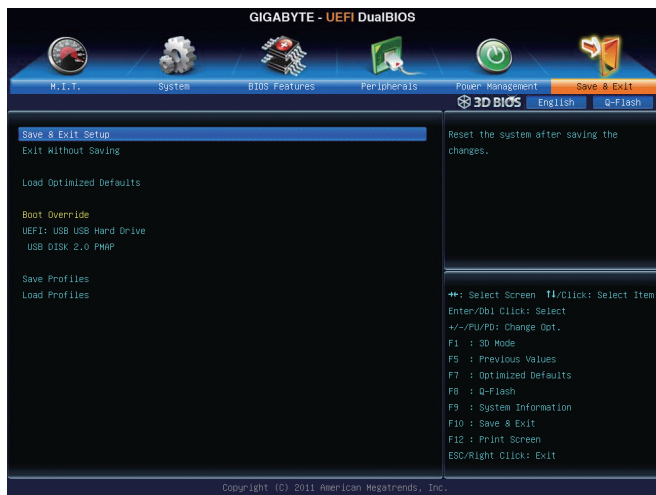 GIGABYTE - UEFI DualBIOS
M.I.T.
System
BIOS Features
Peripherals
Power Management
Save & Exit
3D BIOS
English
Q-Flash
Save & Exit Setup
Exit Without Saving
Load Optimized Defaults
Boot Override
UEFI: USB USB Hard Drive
USB DISK 2.0 PMAP
Save Profiles
Load Profiles
Reset the system after saving the
changes.
→←: Select Screen ↑↓/Click: Select Item
Enter/Dbl Click: Select
+/-/PU/PD: Change Opt.
F1 : 3D Mode
F5 : Previous Values
F7 : Optimized Defaults
F8 : Q-Flash
F9 : System Information
F10 : Save & Exit
F12 : Print Screen
ESC/Right Click: Exit
Copyright (C) 2011 American Megatrends, Inc.